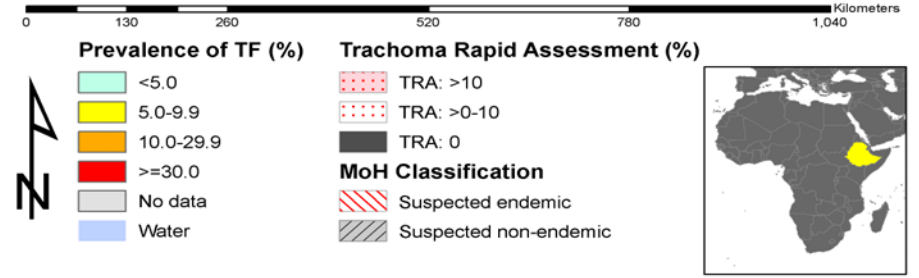 Kilometers
0 130 260 520 780 1,040
Prevalence of TF (%)
<5.0
5.0-9.9
10.0-29.9
>=30.0
No data
Water
Trachoma Rapid Assessment (%)
TRA: >10
TRA: >0-10
TRA: 0
MoH Classification
Suspected endemic
Suspected non-endemic
N